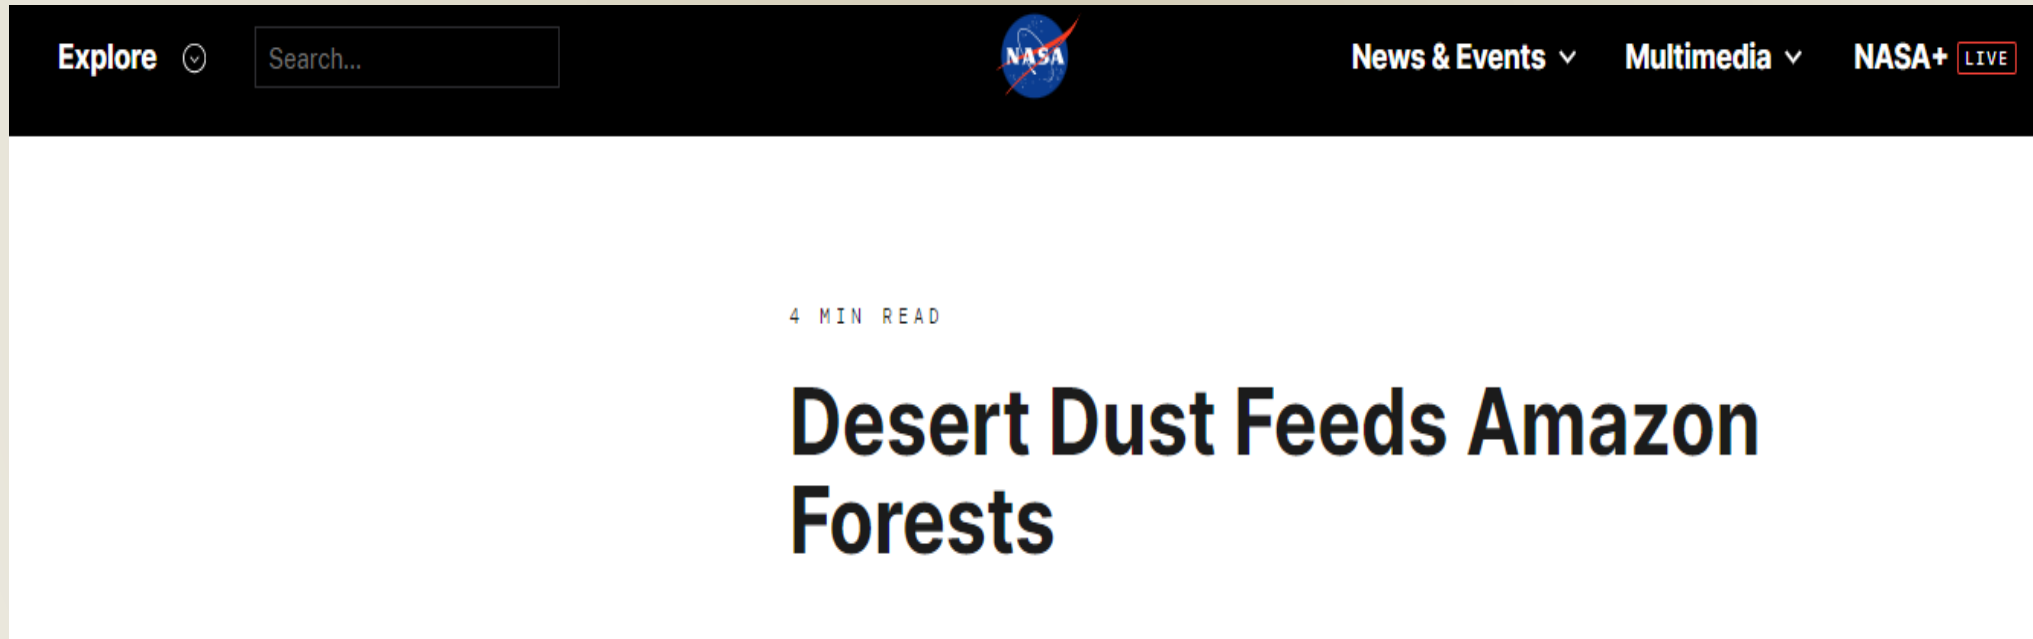 Explore
Search...
NASA
News & Events
Multimedia
NASA+ LIVE
4 MIN READ
Desert Dust Feeds Amazon
Forests